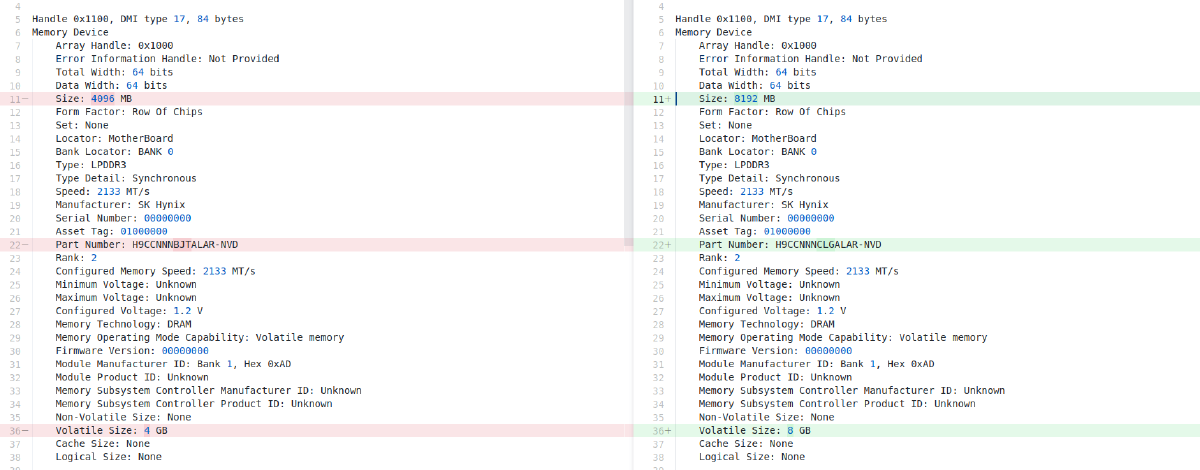 4
5 Handle 0x1100, DMI type 17, 84 bytes
6 Memory Device
7 Array Handle: 0x1000
8 Error Information Handle: Not Provided
9 Total Width: 64 bits
10 Data Width: 64 bits
11− Size: 4096 MB
12 Form Factor: Row Of Chips
13 Set: None
14 Locator: MotherBoard
15 Bank Locator: BANK 0
16 Type: LPDDR3
17 Type Detail: Synchronous
18 Speed: 2133 MT/s
19 Manufacturer: SK Hynix
20 Serial Number: 00000000
21 Asset Tag: 01000000
22− Part Number: H9CCNNNBJTALAR-NVD
23 Rank: 2
24 Configured Memory Speed: 2133 MT/s
25 Minimum Voltage: Unknown
26 Maximum Voltage: Unknown
27 Configured Voltage: 1.2 V
28 Memory Technology: DRAM
29 Memory Operating Mode Capability: Volatile memory
30 Firmware Version: 00000000
31 Module Manufacturer ID: Bank 1, Hex 0xAD
32 Module Product ID: Unknown
33 Memory Subsystem Controller Manufacturer ID: Unknown
34 Memory Subsystem Controller Product ID: Unknown
35 Non-Volatile Size: None
36− Volatile Size: 4 GB
37 Cache Size: None
38 Logical Size: None
4
5 Handle 0x1100, DMI type 17, 84 bytes
6 Memory Device
7 Array Handle: 0x1000
8 Error Information Handle: Not Provided
9 Total Width: 64 bits
10 Data Width: 64 bits
11+ Size: 8192 MB
12 Form Factor: Row Of Chips
13 Set: None
14 Locator: MotherBoard
15 Bank Locator: BANK 0
16 Type: LPDDR3
17 Type Detail: Synchronous
18 Speed: 2133 MT/s
19 Manufacturer: SK Hynix
20 Serial Number: 00000000
21 Asset Tag: 01000000
22+ Part Number: H9CCNNNCLGALAR-NVD
23 Rank: 2
24 Configured Memory Speed: 2133 MT/s
25 Minimum Voltage: Unknown
26 Maximum Voltage: Unknown
27 Configured Voltage: 1.2 V
28 Memory Technology: DRAM
29 Memory Operating Mode Capability: Volatile memory
30 Firmware Version: 00000000
31 Module Manufacturer ID: Bank 1, Hex 0xAD
32 Module Product ID: Unknown
33 Memory Subsystem Controller Manufacturer ID: Unknown
34 Memory Subsystem Controller Product ID: Unknown
35 Non-Volatile Size: None
36+ Volatile Size: 8 GB
37 Cache Size: None
38 Logical Size: None